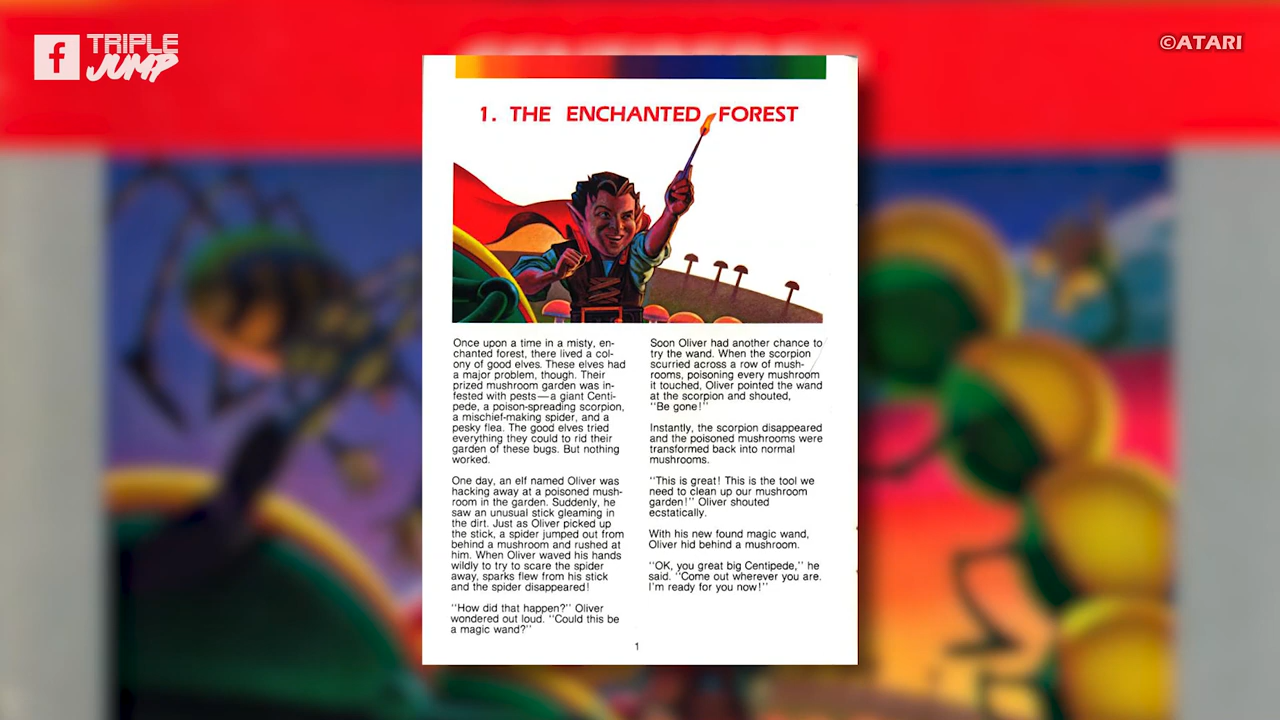 TRIPLE
JUMP
©ATARI
1. THE ENCHANTED FOREST
Once upon a time in a misty, en-
chanted forest, there lived a col-
ony of good elves. These elves had
a major problem, though. Their
prized mushroom garden was in-
fested with pests—a giant Centi-
pede, a poison-spreading scorpion,
a mischief-making spider, and a
pesky flea. The good elves tried
everything they could to rid their
garden of these bugs. But nothing
worked.
One day, an elf named Oliver was
hacking away at a poisoned mush-
room in the garden. Suddenly, he
saw an unusual stick gleaming in
the dirt. Just as Oliver picked up
the stick, a spider jumped out from
behind a mushroom and rushed at
him. When Oliver waved his hands
wildly to try to scare the spider
away, sparks flew from his stick
and the spider disappeared!
"How did that happen?" Oliver
wondered out loud. "Could this be
a magic wand?"
Soon Oliver had another chance to
try the wand. When the scorpion
scurried across a row of mush-
rooms, poisoning every mushroom
it touched, Oliver pointed the wand
at the scorpion and shouted,
"Be gone!"
Instantly, the scorpion disappeared
and the poisoned mushrooms were
transformed back into normal
mushrooms.
"This is great! This is the tool we
need to clean up our mushroom
garden!" Oliver shouted
ecstatically.
With his new found magic wand,
Oliver hid behind a mushroom.
"OK, you great big Centipede," he
said. "Come out wherever you are.
I'm ready for you now!"
1